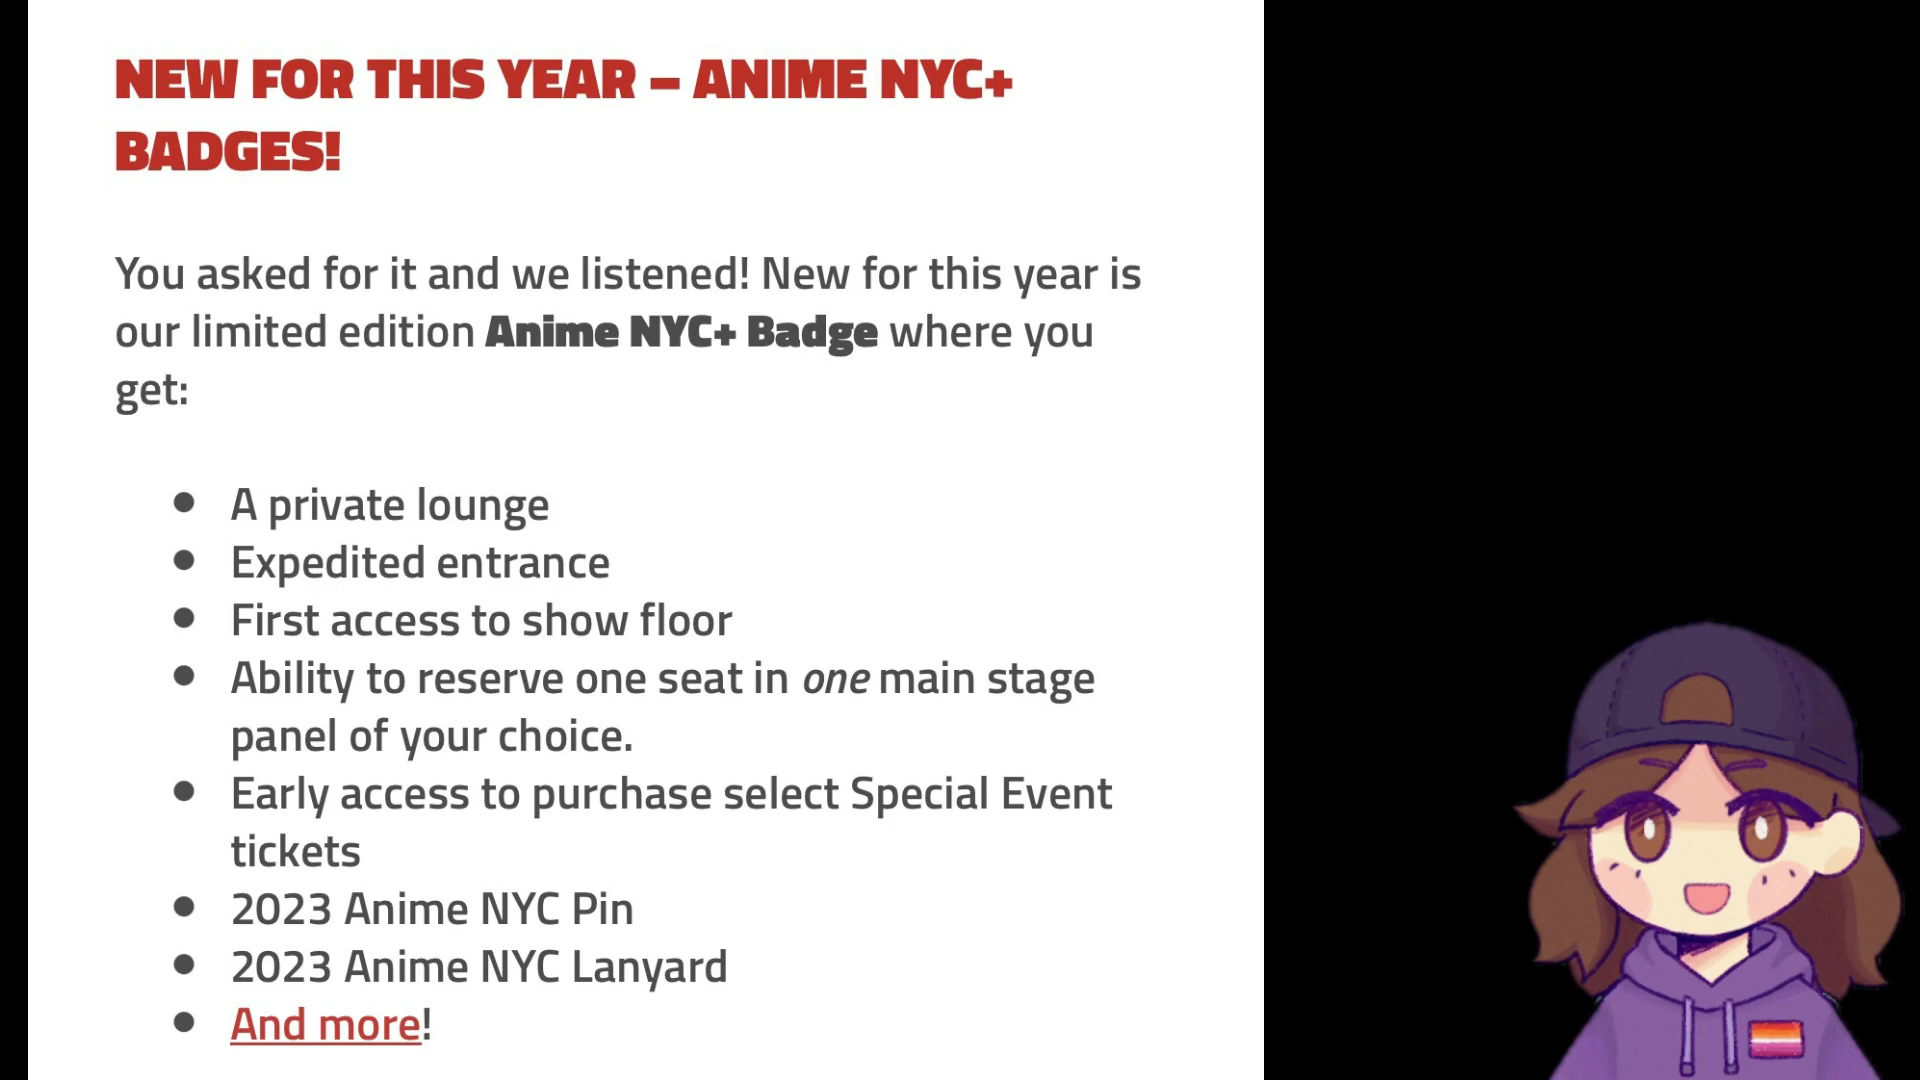 NEW FOR THIS YEAR – ANIME NYC+
BADGES!
You asked for it and we listened! New for this year is
our limited edition Anime NYC+ Badge where you
get:
● A private lounge
● Expedited entrance
● First access to show floor
● Ability to reserve one seat in one main stage
panel of your choice.
● Early access to purchase select Special Event
tickets
● 2023 Anime NYC Pin
● 2023 Anime NYC Lanyard
● And more!